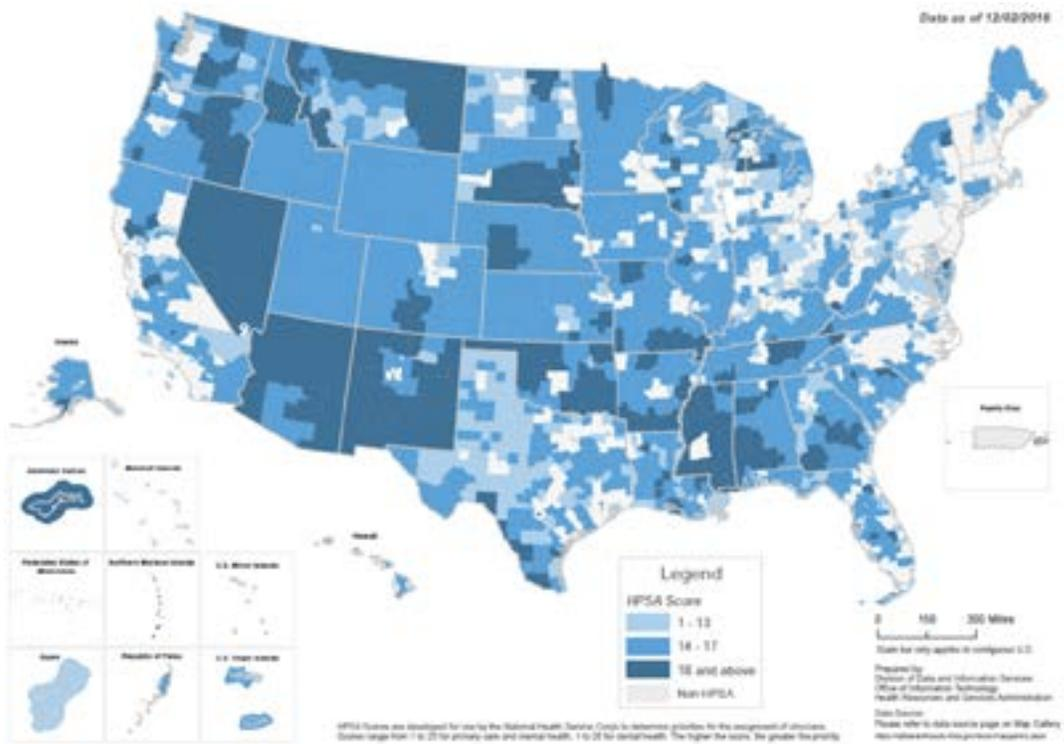 Data as of 12/02/2016
Alaska
Puerto Rico
American Samoa
Marshall Islands
Hawaii
Federated States of
Micronesia
Northern Mariana Islands
U.S. Minor Islands
Guam
Republic of Palau
U.S. Virgin Islands
Legend
HPSA Score
1 - 13
14 - 17
18 and above
Non-HPSA
0 150 300 Miles
Scale bar only applies to contiguous U.S.
Prepared by:
Division of Data and Information Services
Office of Information Technology
Health Resources and Services Administration
Data Source:
Please refer to data source page on Map Gallery
HPSA Scores are developed for use by the National Health Service Corps to determine priorities for the assignment of clinicians.
Scores range from 1 to 25 for primary care and mental health, 1 to 26 for dental health. The higher the score, the greater the priority.